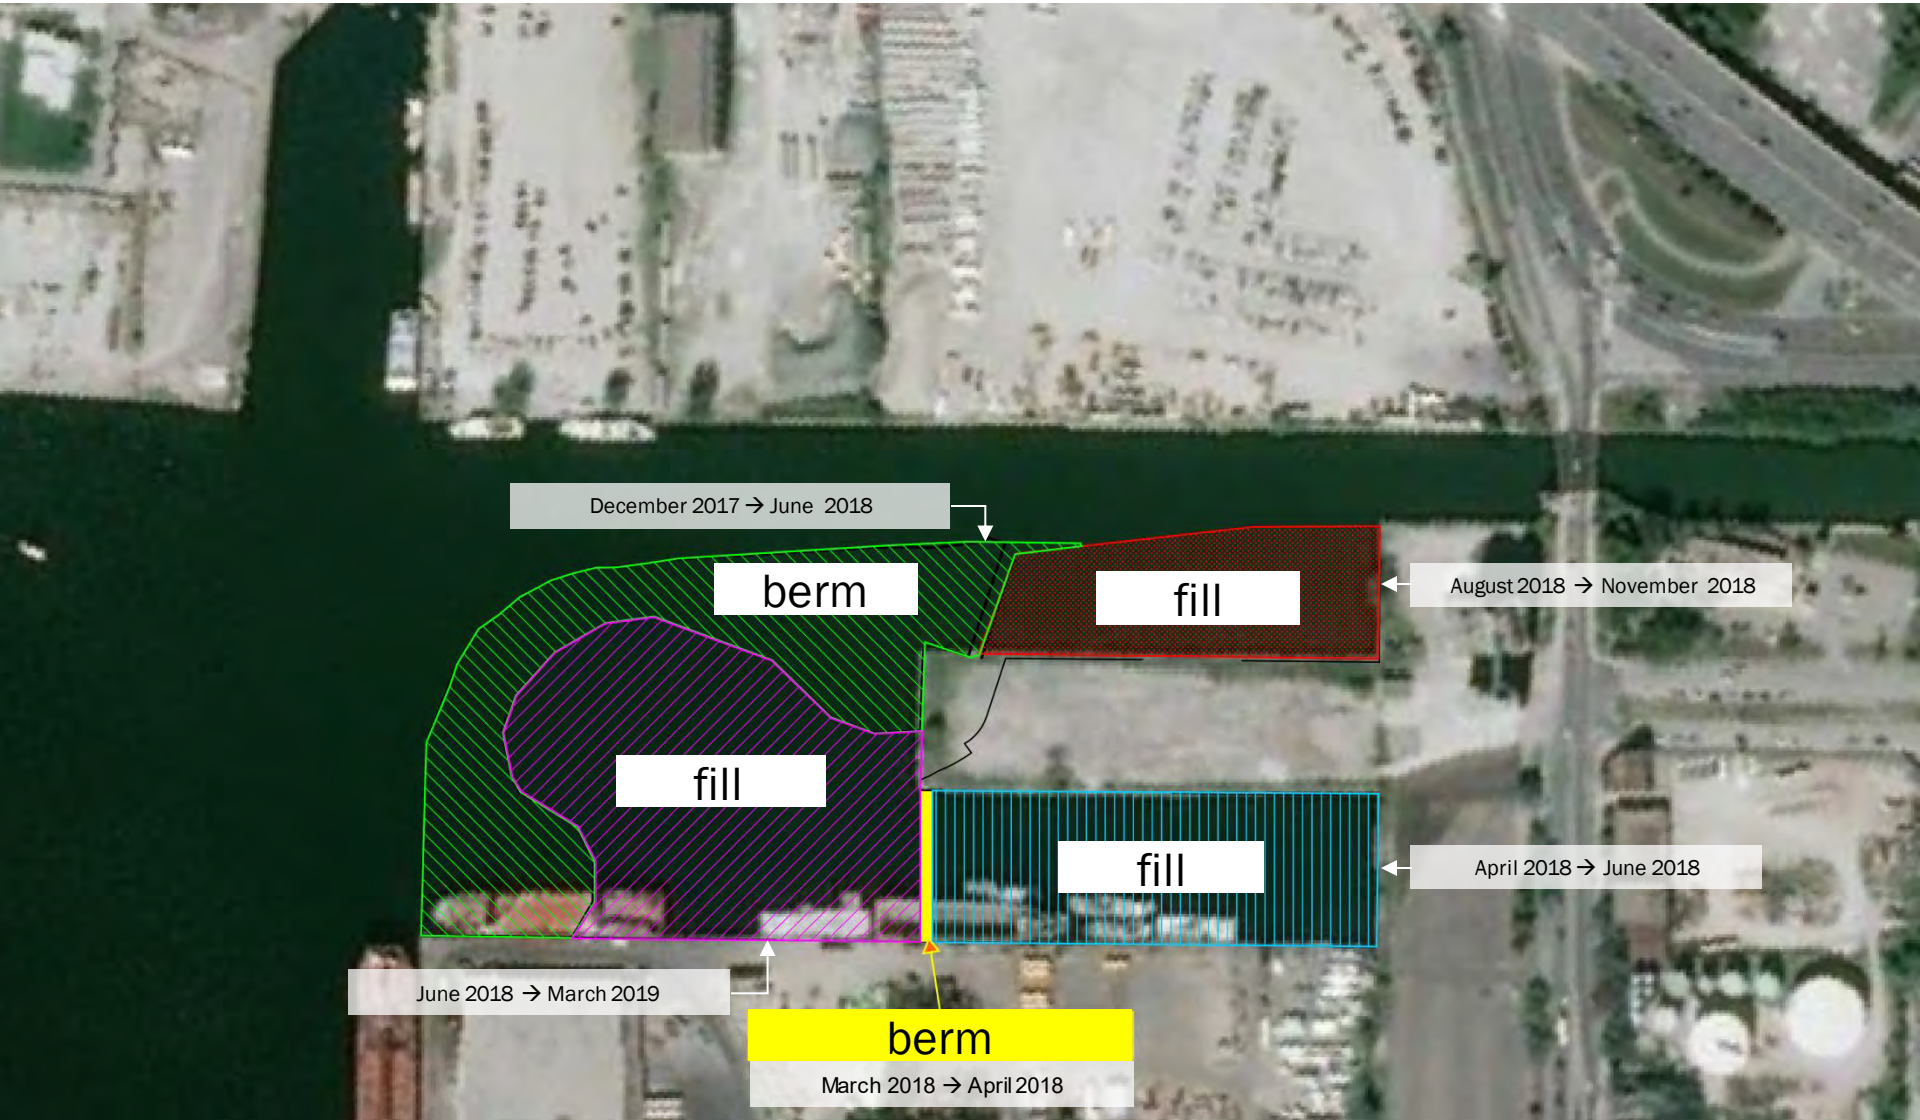 December 2017 → June 2018
berm
fill
August 2018 → November 2018
fill
fill
April 2018 → June 2018
June 2018 → March 2019
berm
March 2018 → April 2018